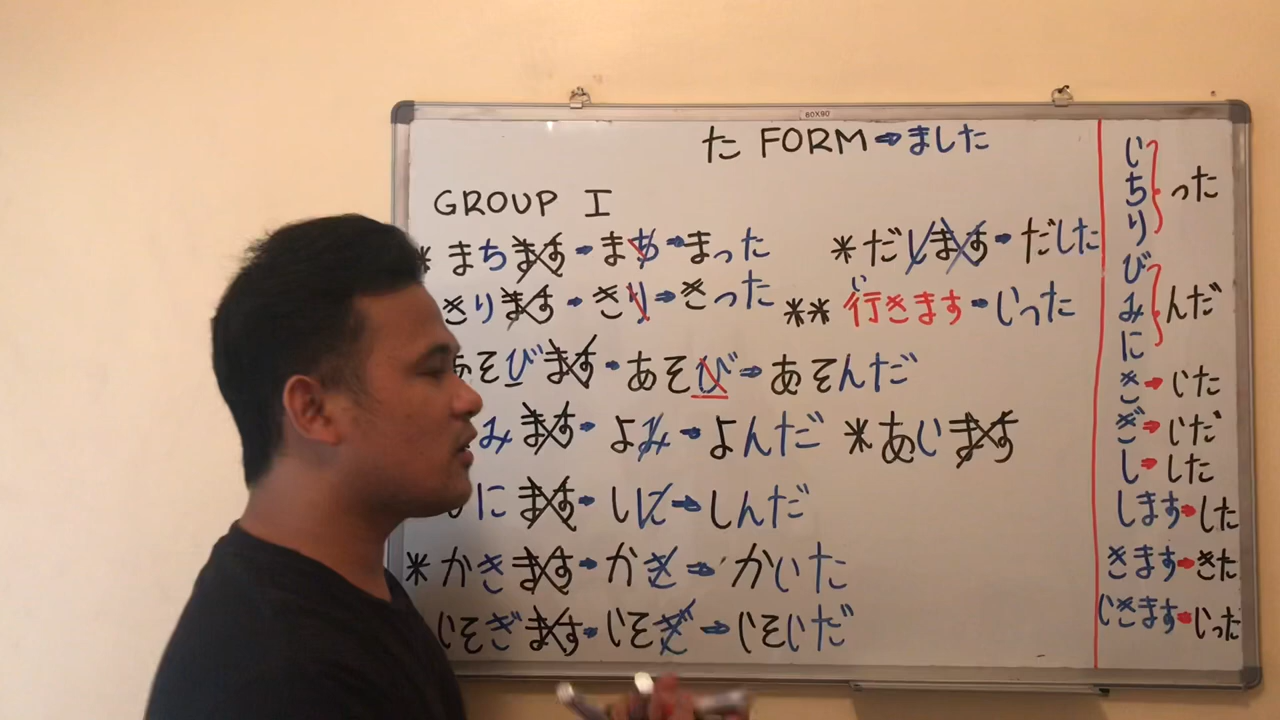 60X90
た FORM → ました
GROUP I
* まちます → まち → まった
きります → きり → きった
あそびます → あそび → あそんだ
みます → よみ → よんだ
にます → しに → しんだ
* かきます → かき → かいた
いそぎます → いそぎ → いそいだ
* だします → だした
い
** 行きます → いった
* あいます
い
ち
り
った
び
み
に
んだ
き → いた
ぎ → いだ
し → した
します → した
きます → きた
いきます → いった